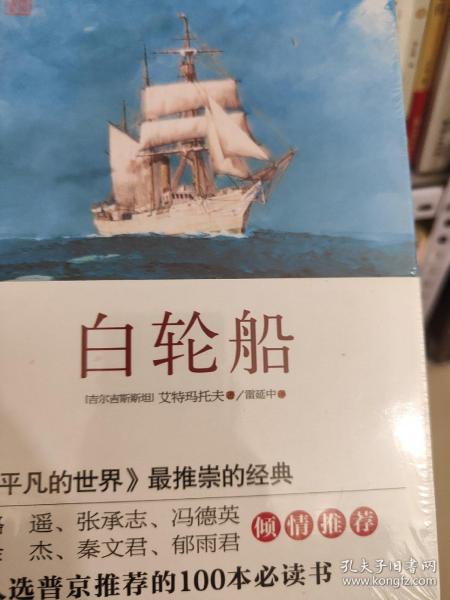 白轮船
[吉尔吉斯斯坦] 艾特玛托夫 著/雷延中 译
平凡的世界》最推崇的经典
遥、张承志、冯德英
杰、秦文君、郁雨君
倾情推荐
选普京推荐的100本必读书
孔夫子旧书网